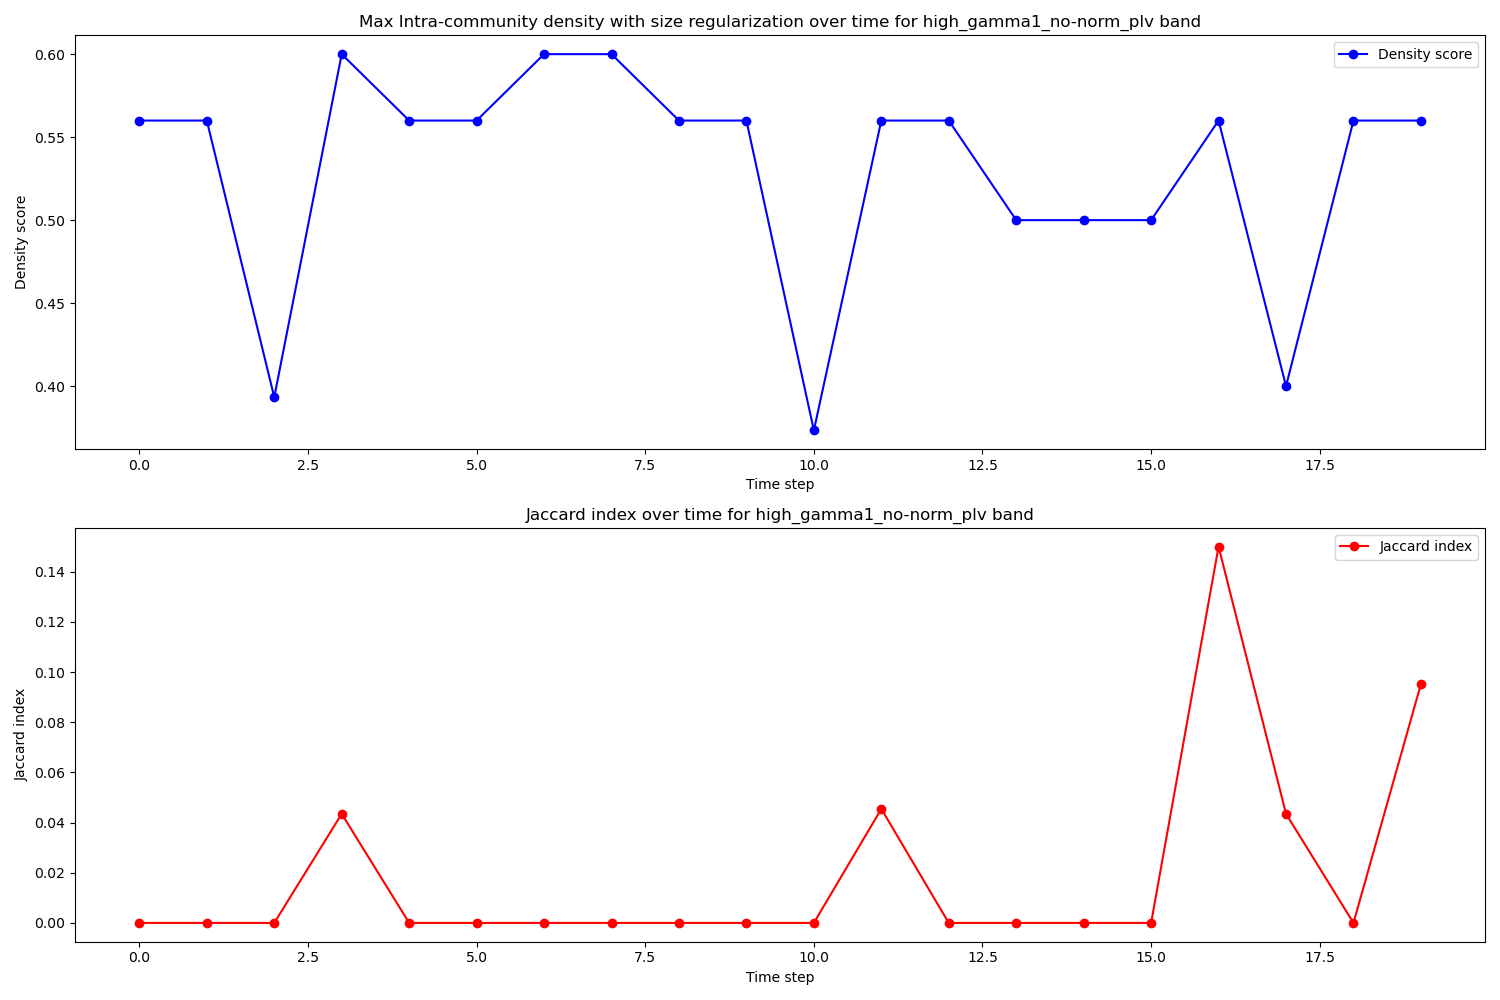 Max Intra-community density with size regularization over time for high_gamma1_no-norm_plv band
Density score
0.60
0.55
0.50
0.45
0.40
Density score
0.0 2.5 5.0 7.5 10.0 12.5 15.0 17.5
Time step
Jaccard index over time for high_gamma1_no-norm_plv band
Jaccard index
0.14
0.12
0.10
0.08
0.06
0.04
0.02
0.00
Jaccard index
0.0 2.5 5.0 7.5 10.0 12.5 15.0 17.5
Time step